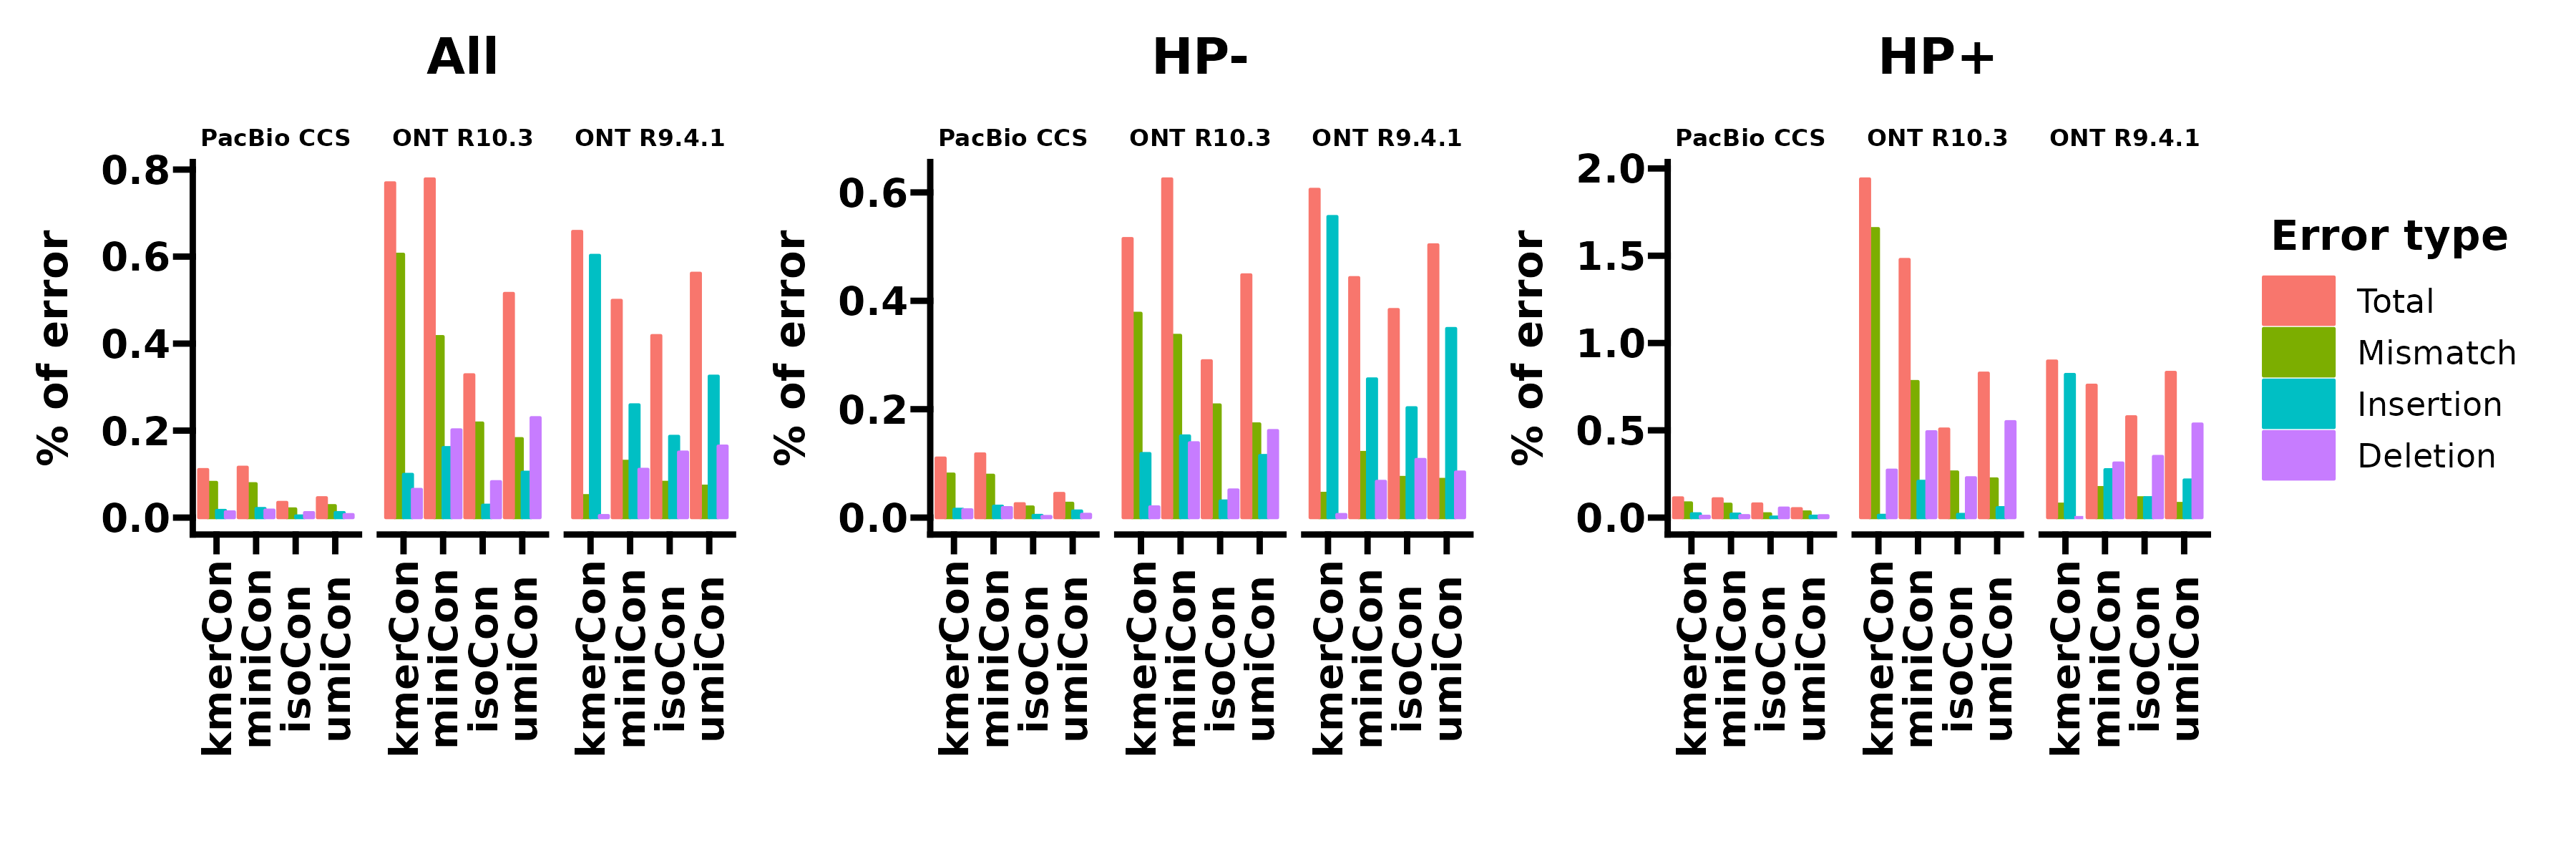 All
HP-
HP+
PacBio CCS
ONT R10.3
ONT R9.4.1
PacBio CCS
ONT R10.3
ONT R9.4.1
PacBio CCS
ONT R10.3
ONT R9.4.1
% of error
0.8
0.6
0.4
0.2
0.0
% of error
0.6
0.4
0.2
0.0
% of error
2.0
1.5
1.0
0.5
0.0
kmerCon
miniCon
isoCon
umiCon
kmerCon
miniCon
isoCon
umiCon
kmerCon
miniCon
isoCon
umiCon
kmerCon
miniCon
isoCon
umiCon
kmerCon
miniCon
isoCon
umiCon
kmerCon
miniCon
isoCon
umiCon
kmerCon
miniCon
isoCon
umiCon
kmerCon
miniCon
isoCon
umiCon
kmerCon
miniCon
isoCon
umiCon
Error type
Total
Mismatch
Insertion
Deletion